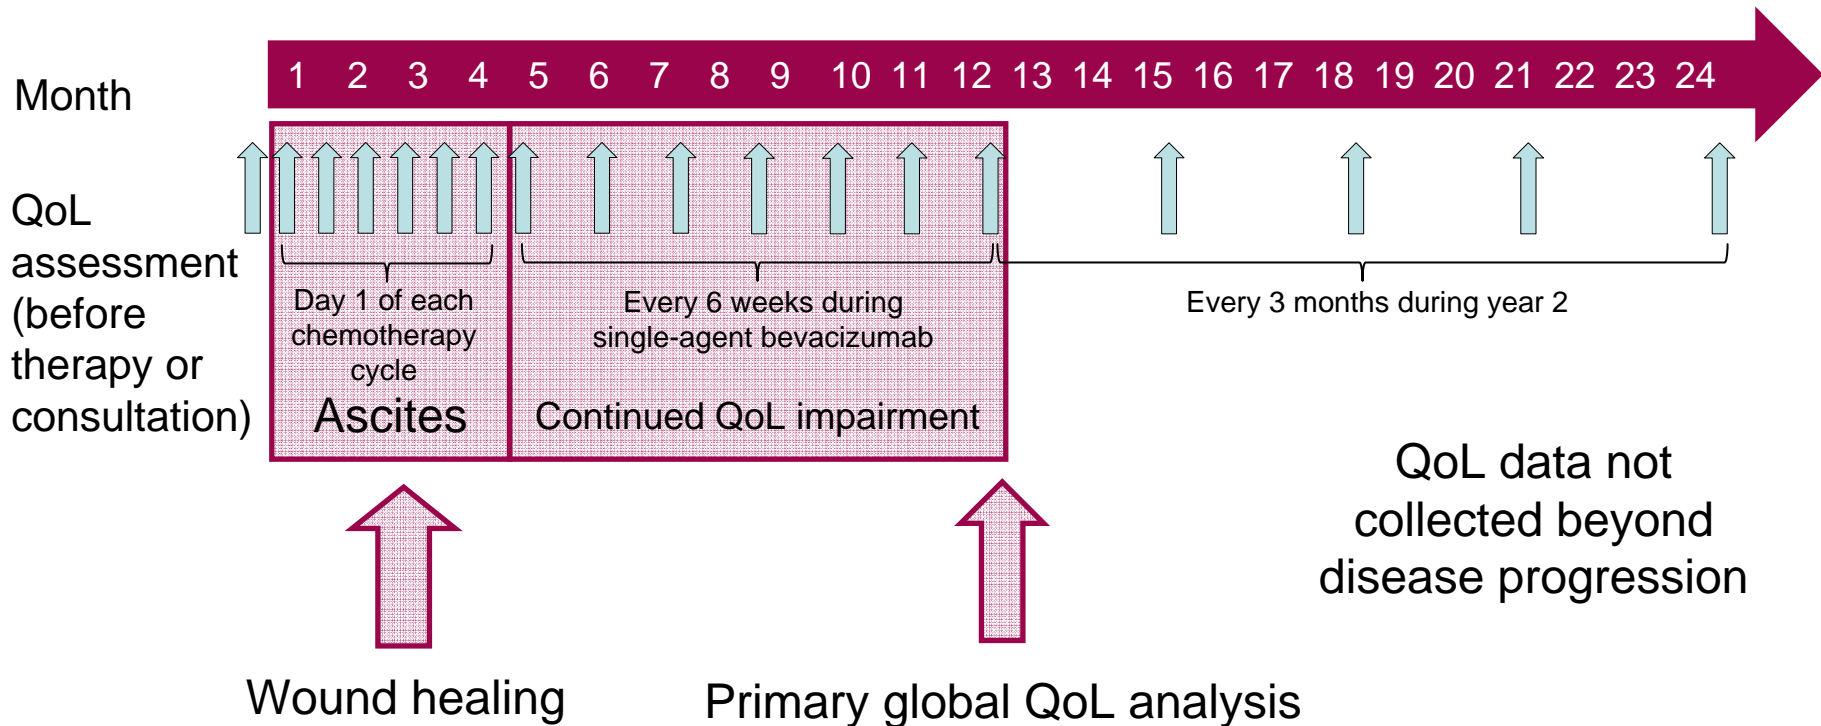 Month
1 2 3 4 5 6 7 8 9 10 11 12 13 14 15 16 17 18 19 20 21 22 23 24
QoL
assessment
(before
therapy or
consultation)
Day 1 of each
chemotherapy
cycle
Ascites
Every 6 weeks during
single-agent bevacizumab
Continued QoL impairment
Every 3 months during year 2
QoL data not
collected beyond
disease progression
Wound healing
Primary global QoL analysis